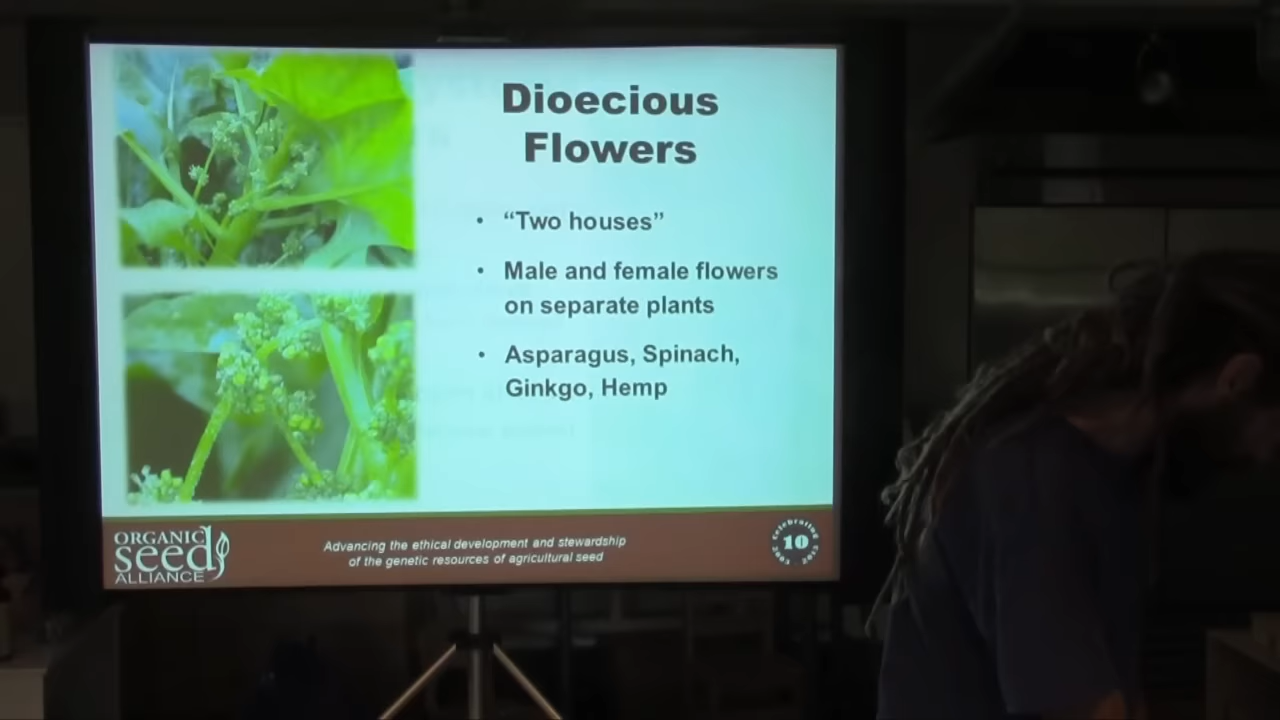 Dioecious
Flowers
• “Two houses”
• Male and female flowers
on separate plants
• Asparagus, Spinach,
Ginkgo, Hemp
ORGANIC
seed
ALLIANCE
Advancing the ethical development and stewardship
of the genetic resources of agricultural seed
Celebrating
10